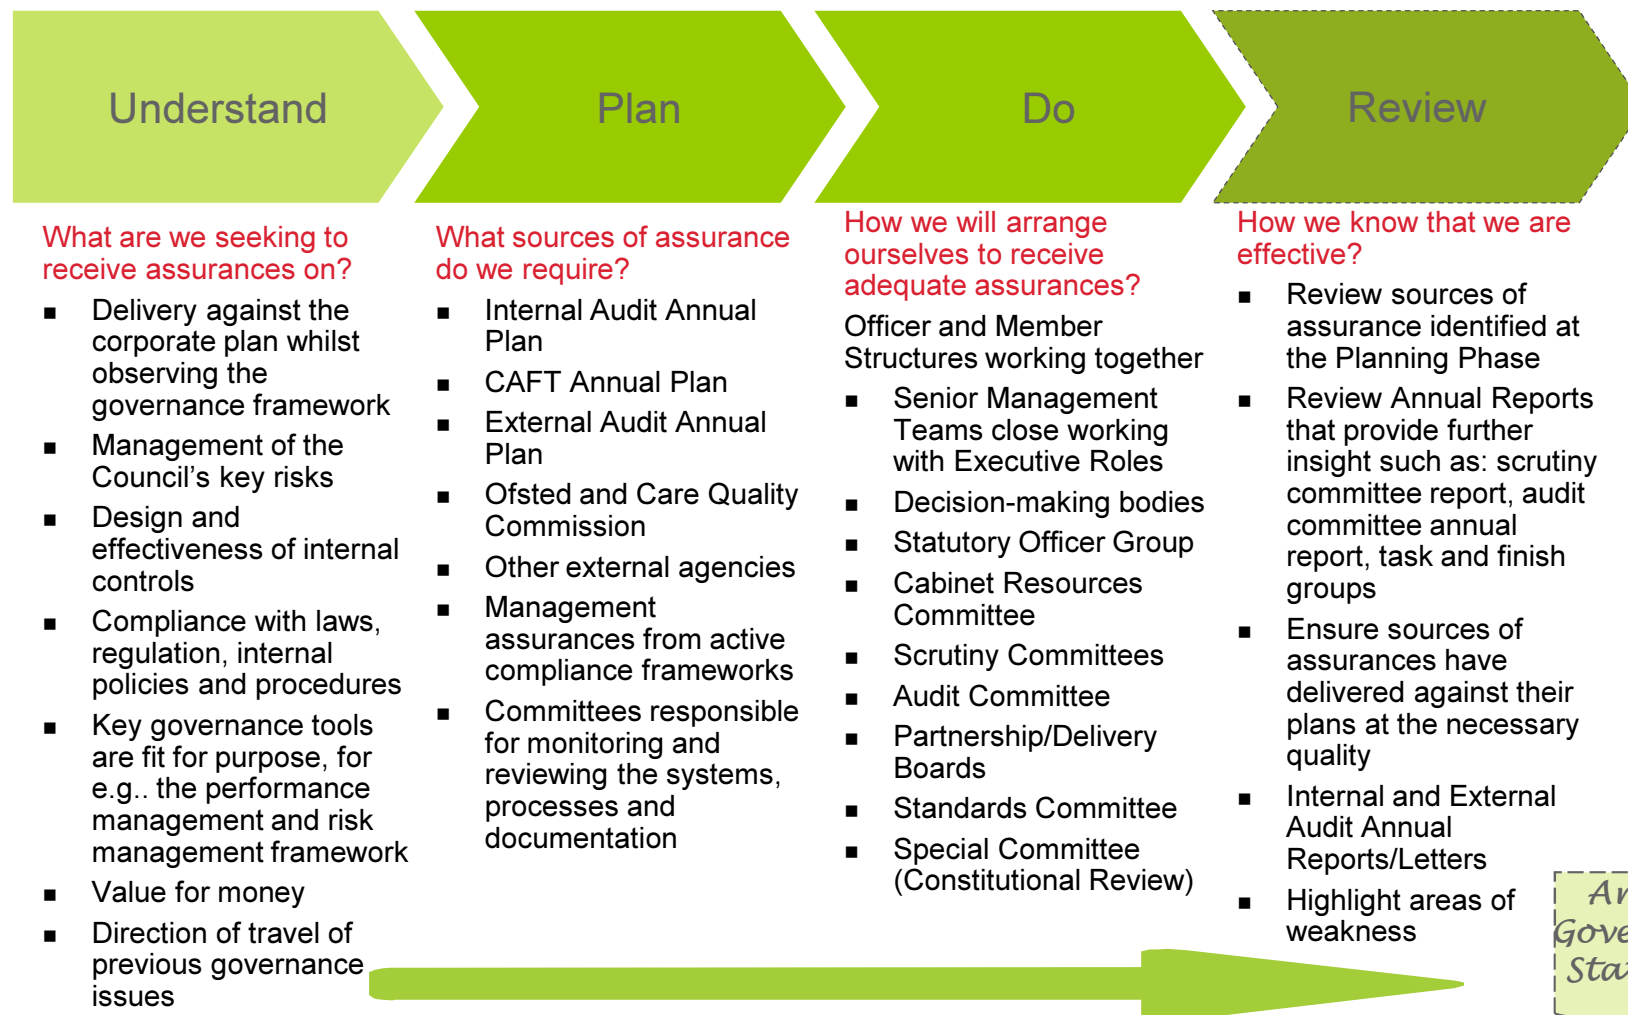 Understand
Plan
Do
Review
What are we seeking to
receive assurances on?
■ Delivery against the
corporate plan whilst
observing the
governance framework
■ Management of the
Council’s key risks
■ Design and
effectiveness of internal
controls
■ Compliance with laws,
regulation, internal
policies and procedures
■ Key governance tools
are fit for purpose, for
e.g.. the performance
management and risk
management framework
■ Value for money
■ Direction of travel of
previous governance
issues
What sources of assurance
do we require?
■ Internal Audit Annual
Plan
■ CAFT Annual Plan
■ External Audit Annual
Plan
■ Ofsted and Care Quality
Commission
■ Other external agencies
■ Management
assurances from active
compliance frameworks
■ Committees responsible
for monitoring and
reviewing the systems,
processes and
documentation
How we will arrange
ourselves to receive
adequate assurances?
Officer and Member
Structures working together
■ Senior Management
Teams close working
with Executive Roles
■ Decision-making bodies
■ Statutory Officer Group
■ Cabinet Resources
Committee
■ Scrutiny Committees
■ Audit Committee
■ Partnership/Delivery
Boards
■ Standards Committee
■ Special Committee
(Constitutional Review)
How we know that we are
effective?
■ Review sources of
assurance identified at
the Planning Phase
■ Review Annual Reports
that provide further
insight such as: scrutiny
committee report, audit
committee annual
report, task and finish
groups
■ Ensure sources of
assurances have
delivered against their
plans at the necessary
quality
■ Internal and External
Audit Annual
Reports/Letters
■ Highlight areas of
weakness